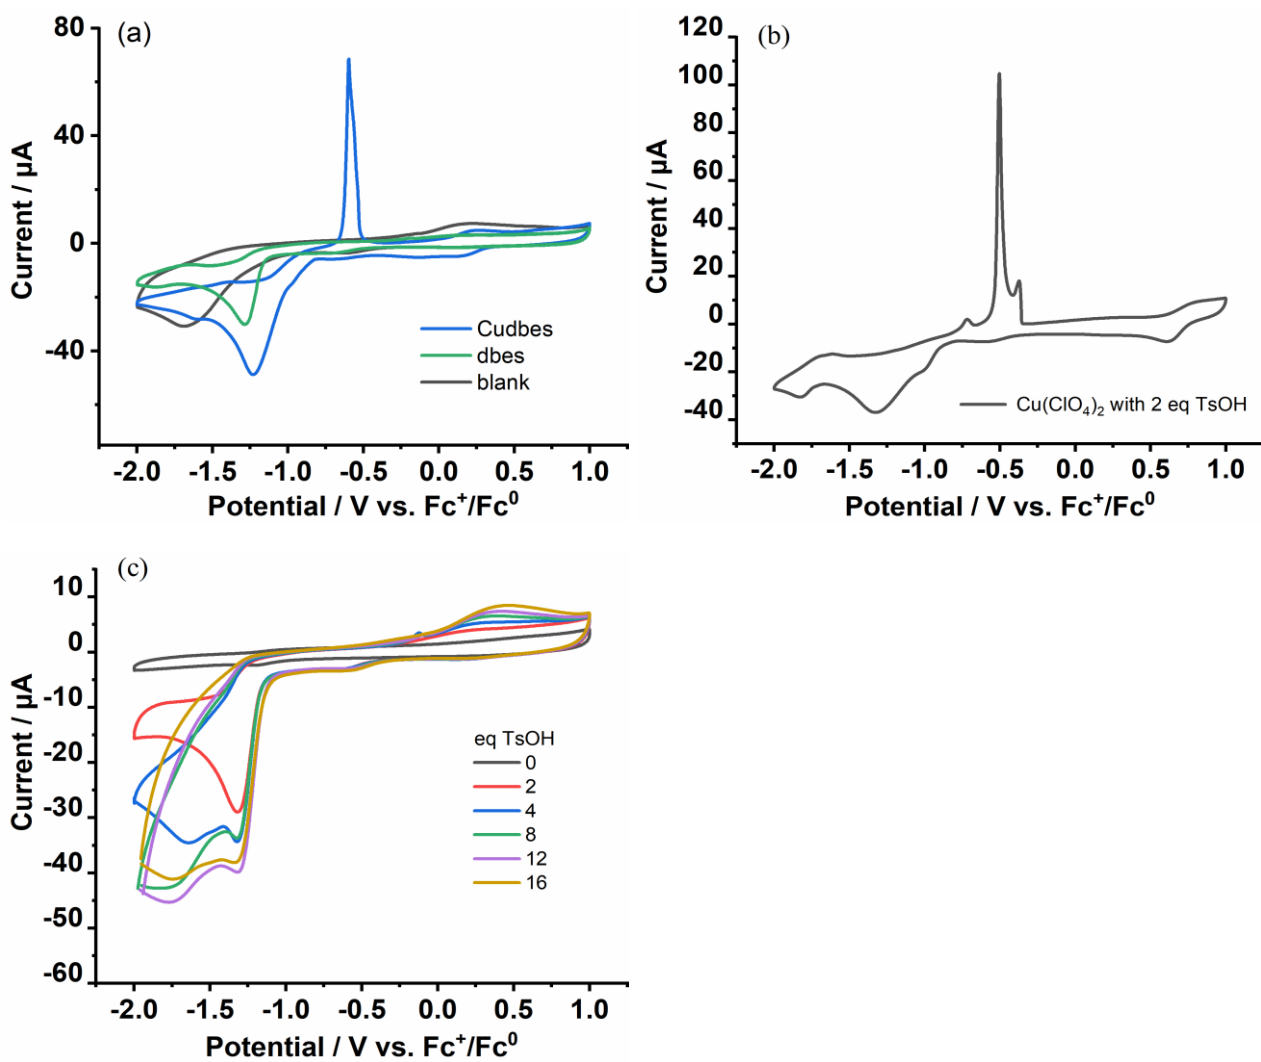 (a)
80
40
0
-40
Current / µA
Cudbes
dbes
blank
-2.0 -1.5 -1.0 -0.5 0.0 0.5 1.0
Potential / V vs. Fc⁺/Fc⁰
(b)
120
100
80
60
40
20
0
-20
-40
Current / µA
Cu(ClO₄)₂ with 2 eq TsOH
-2.0 -1.5 -1.0 -0.5 0.0 0.5 1.0
Potential / V vs. Fc⁺/Fc⁰
(c)
10
0
-10
-20
-30
-40
-50
-60
Current / µA
eq TsOH
0
2
4
8
12
16
-2.0 -1.5 -1.0 -0.5 0.0 0.5 1.0
Potential / V vs. Fc⁺/Fc⁰